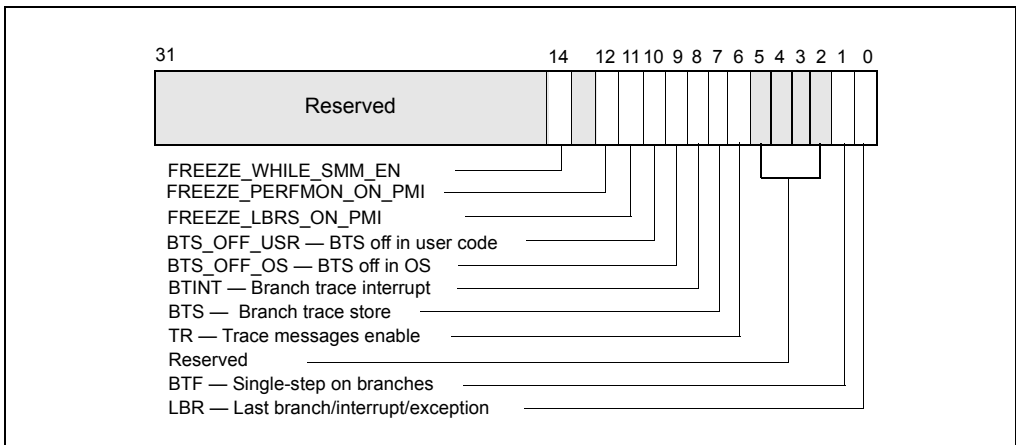 31 14 12 11 10 9 8 7 6 5 4 3 2 1 0
Reserved
FREEZE_WHILE_SMM_EN
FREEZE_PERFMON_ON_PMI
FREEZE_LBRS_ON_PMI
BTS_OFF_USR — BTS off in user code
BTS_OFF_OS — BTS off in OS
BTINT — Branch trace interrupt
BTS — Branch trace store
TR — Trace messages enable
Reserved
BTF — Single-step on branches
LBR — Last branch/interrupt/exception